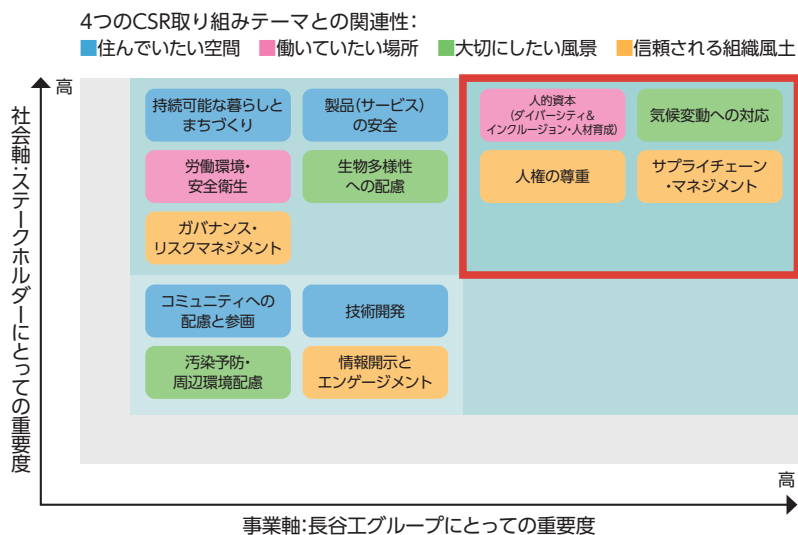 4つのCSR取り組みテーマとの関連性：
■住んでいたい空間 ■働いていたい場所 ■大切にしたい風景 ■信頼される組織風土
高
社会軸：ステークホルダーにとっての重要度
持続可能な暮らしと
まちづくり
製品（サービス）
の安全
人的資本
（ダイバーシティ＆
インクルージョン・人材育成）
気候変動への対応
労働環境・
安全衛生
生物多様性
への配慮
人権の尊重
サプライチェーン
・マネジメント
ガバナンス・
リスクマネジメント
コミュニティへの
配慮と参画
技術開発
汚染予防・
周辺環境配慮
情報開示と
エンゲージメント
高
事業軸：長谷工グループにとっての重要度